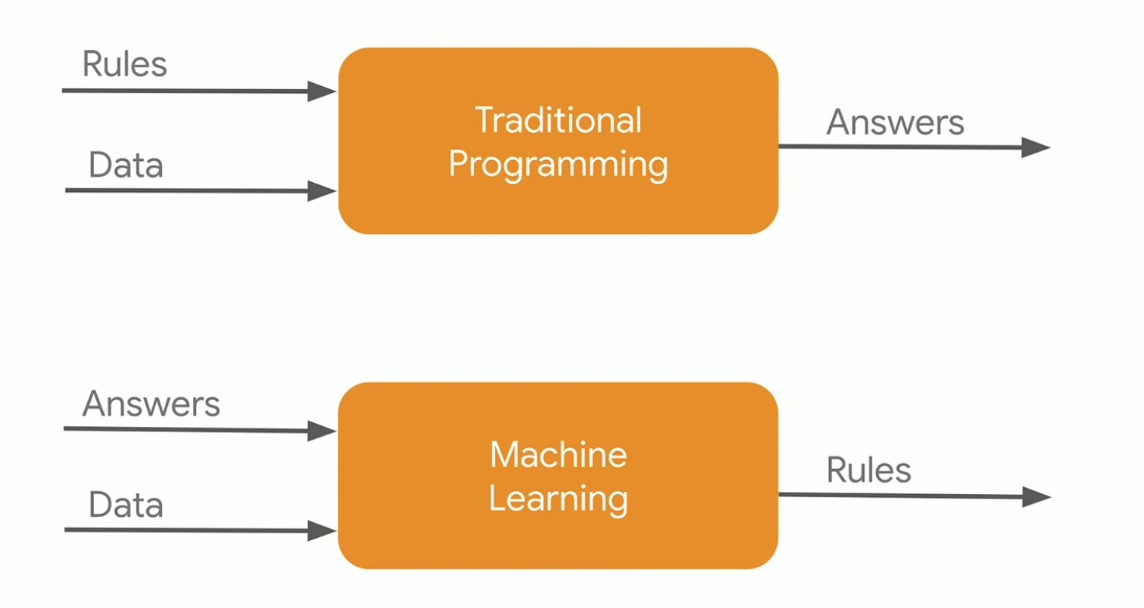 Rules
Data
Traditional
Programming
Answers
Answers
Data
Machine
Learning
Rules